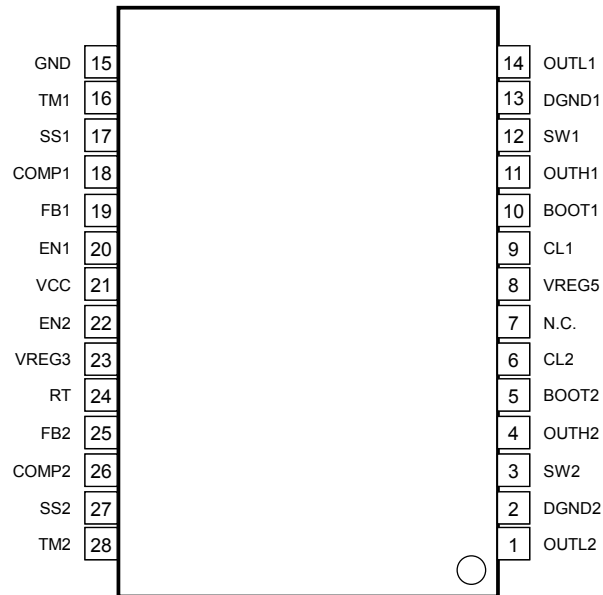 GND 15 14 OUTL1
TM1 16 13 DGND1
SS1 17 12 SW1
COMP1 18 11 OUTH1
FB1 19 10 BOOT1
EN1 20 9 CL1
VCC 21 8 VREG5
EN2 22 7 N.C.
VREG3 23 6 CL2
RT 24 5 BOOT2
FB2 25 4 OUTH2
COMP2 26 3 SW2
SS2 27 2 DGND2
TM2 28 1 OUTL2